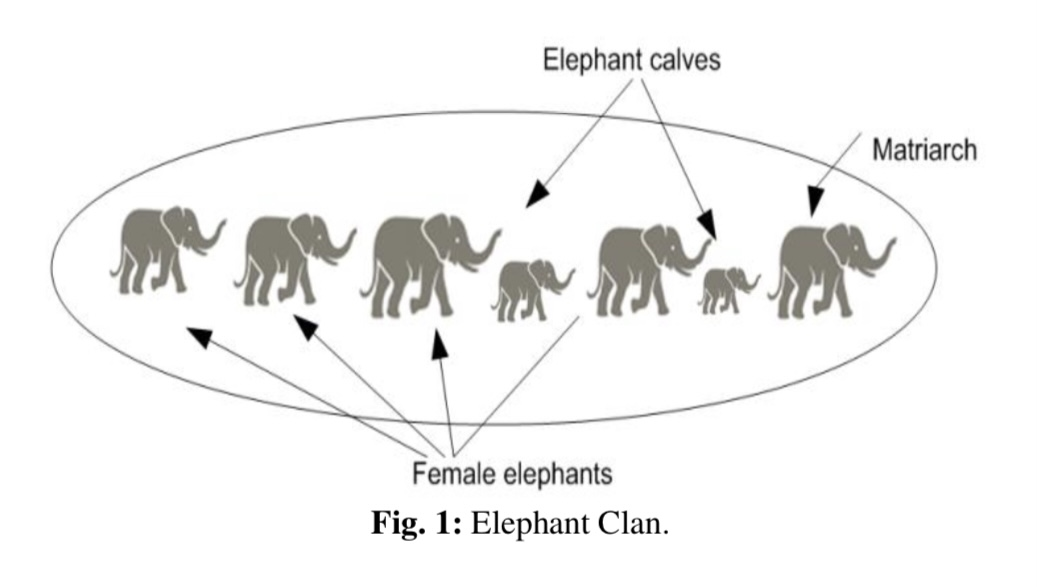 Elephant calves
Matriarch
Female elephants
Fig. 1: Elephant Clan.